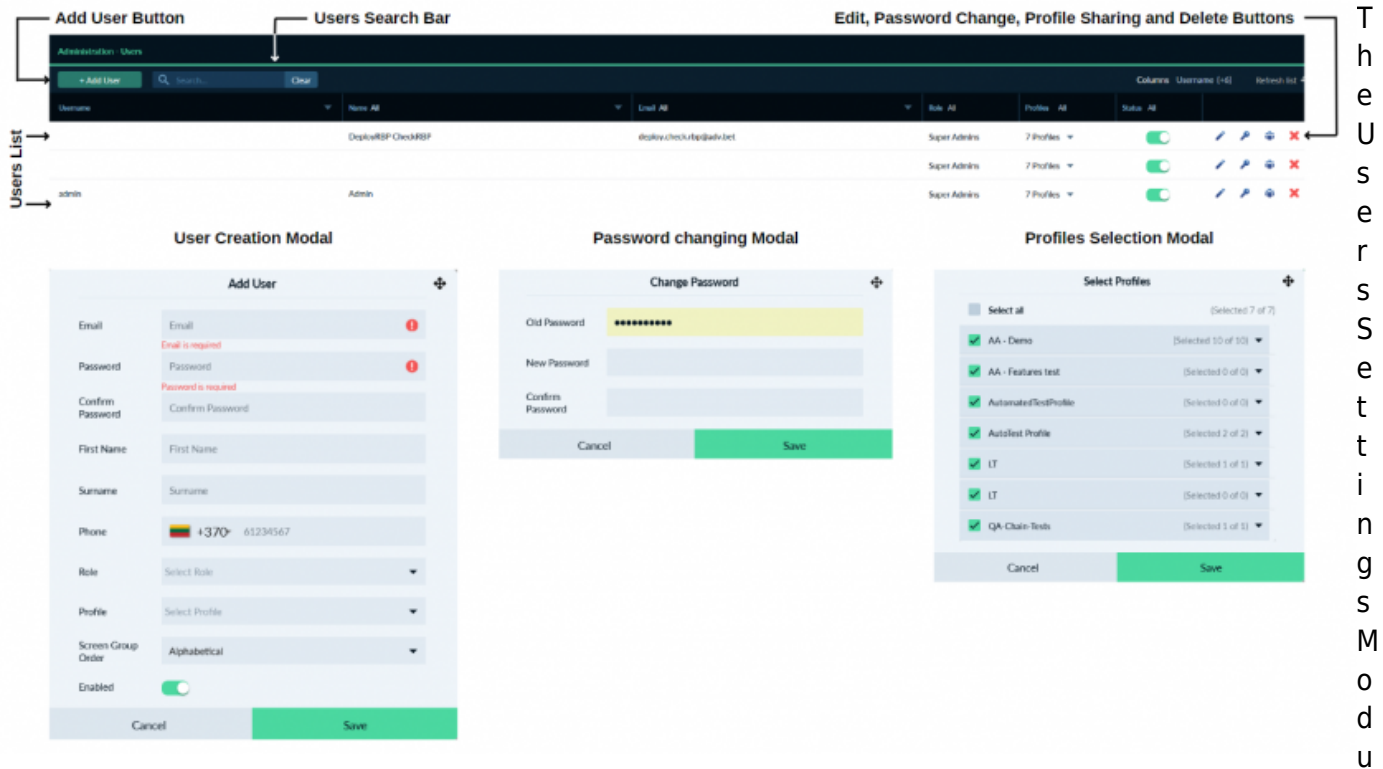 Add User Button
Users Search Bar
Edit, Password Change, Profile Sharing and Delete Buttons
Administration - Users
+ Add User
Search...
Clear
Columns Username (+6)
Refresh list
Username
Name All
Email All
Role All
Profiles All
Status All
Users List
DeployRBP CheckRBP
deploy.check.rbp@adv.bet
Super Admins
7 Profiles
Super Admins
7 Profiles
admin
Admin
Super Admins
7 Profiles
User Creation Modal
Add User
Email
Email
Email is required
Password
Password
Password is required
Confirm
Password
Confirm Password
First Name
First Name
Surname
Surname
Phone
+370
61234567
Role
Select Role
Profile
Select Profile
Screen Group
Order
Alphabetical
Enabled
Cancel
Save
Password changing Modal
Change Password
Old Password
••••••••••
New Password
Confirm
Password
Cancel
Save
Profiles Selection Modal
Select Profiles
Select all
(Selected 7 of 7)
AA - Demo
(Selected 10 of 10)
AA - Features test
(Selected 0 of 0)
AutomatedTestProfile
(Selected 0 of 0)
AutoTest Profile
(Selected 2 of 2)
LT
(Selected 1 of 1)
LT
(Selected 0 of 0)
QA-Chain-Tests
(Selected 1 of 1)
Cancel
Save
T
h
e
U
s
e
r
s
S
e
t
t
i
n
g
s
M
o
d
u